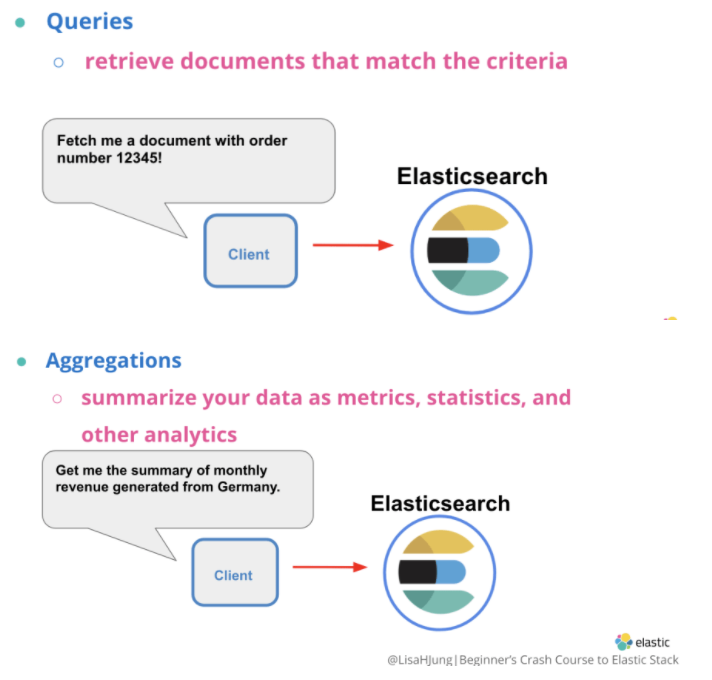 Queries
retrieve documents that match the criteria
Fetch me a document with order
number 12345!
Elasticsearch
Client
Aggregations
summarize your data as metrics, statistics, and
other analytics
Get me the summary of monthly
revenue generated from Germany.
Elasticsearch
Client
elastic
@LisaHJung|Beginner's Crash Course to Elastic Stack